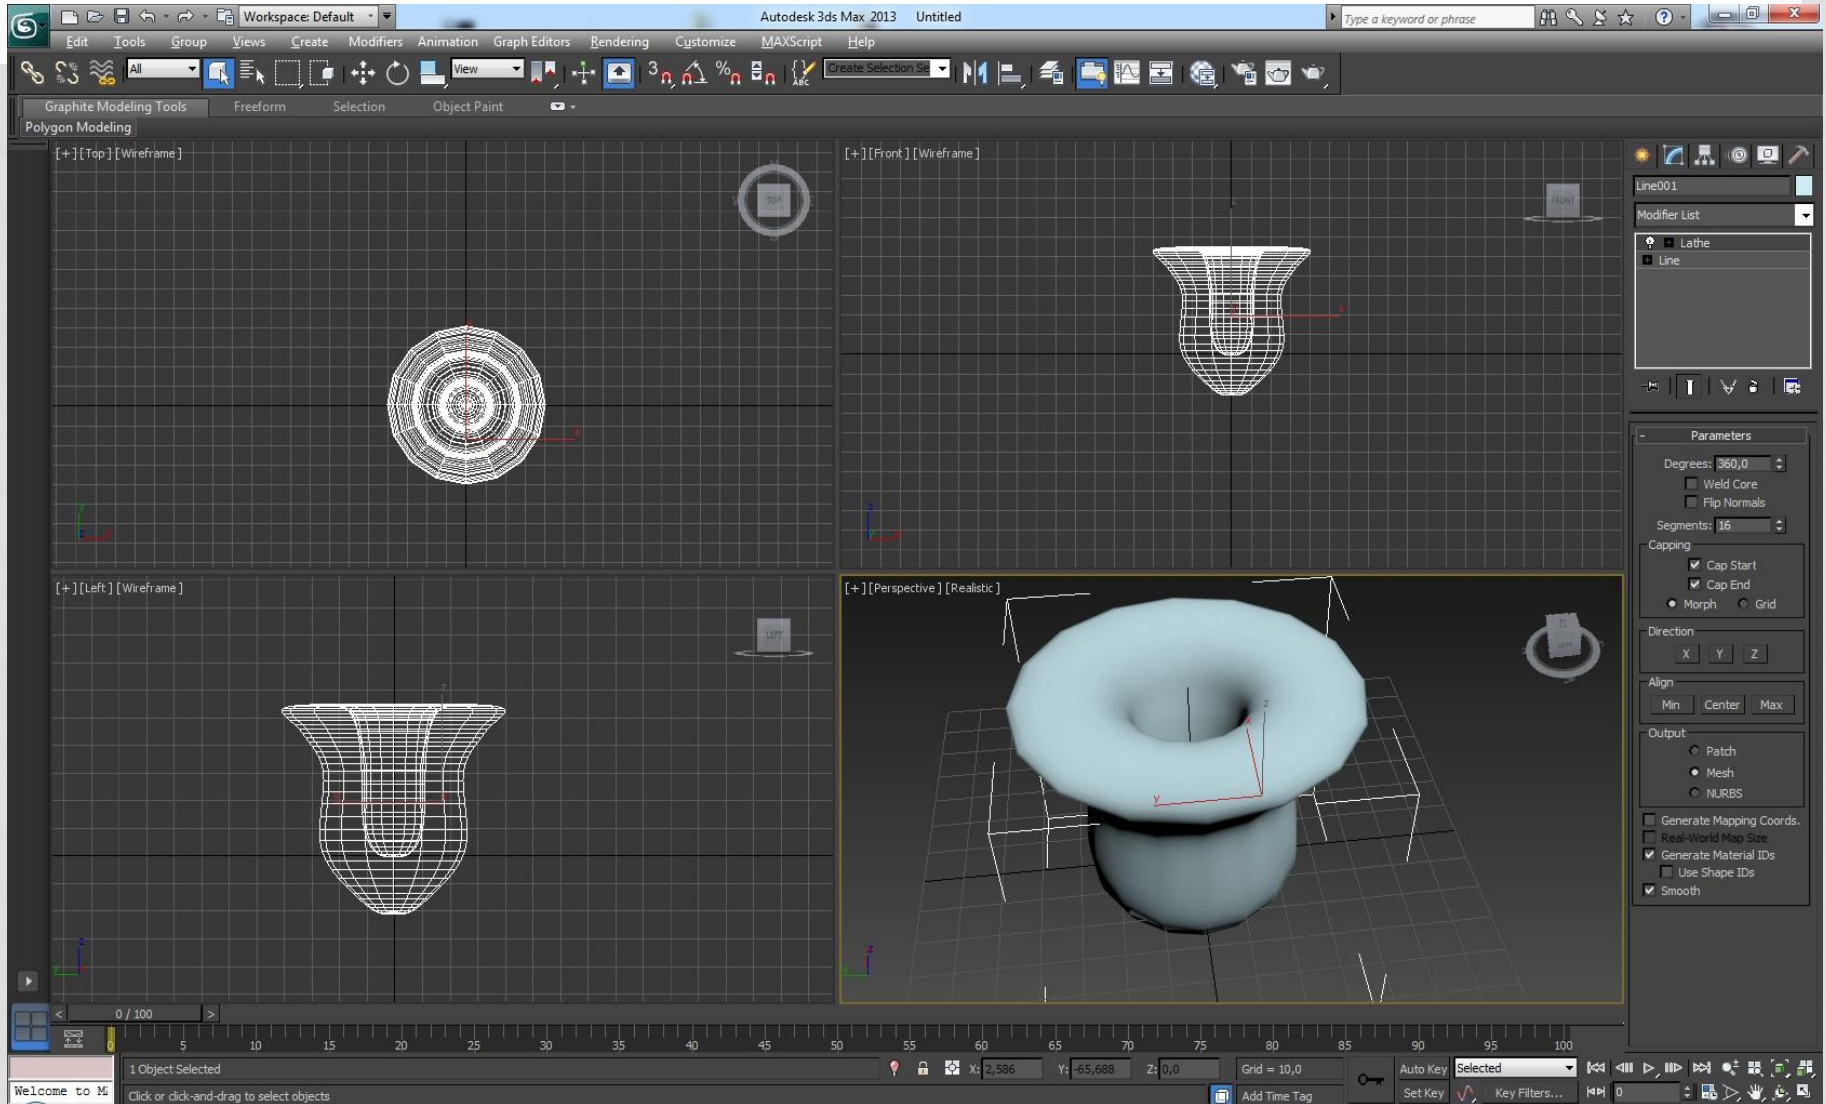 Workspace: Default
Autodesk 3ds Max 2013 Untitled
Type a keyword or phrase
Edit Tools Group Views Create Modifiers Animation Graph Editors Rendering Customize MAXScript Help
All
View
3
%
ABC
Create Selection Se
Graphite Modeling Tools Freeform Selection Object Paint
Polygon Modeling
[+][Top][Wireframe]
TOP
[+][Front][Wireframe]
FRONT
[+][Left][Wireframe]
LEFT
[+][Perspective][Realistic]
LEFT
Line001
Modifier List
Lathe
Line
- Parameters
Degrees: 360,0
Weld Core
Flip Normals
Segments: 16
Capping
Cap Start
Cap End
Morph Grid
Direction
X Y Z
Align
Min Center Max
Output
Patch
Mesh
NURBS
Generate Mapping Coords.
Real-World Map Size
Generate Material IDs
Use Shape IDs
Smooth
< 0 / 100 >
0 5 10 15 20 25 30 35 40 45 50 55 60 65 70 75 80 85 90 95 100
1 Object Selected
X: 2,586 Y: -65,688 Z: 0,0
Grid = 10,0
Auto Key Selected
Welcome to M
Click or click-and-drag to select objects
Add Time Tag
Set Key Key Filters...
0